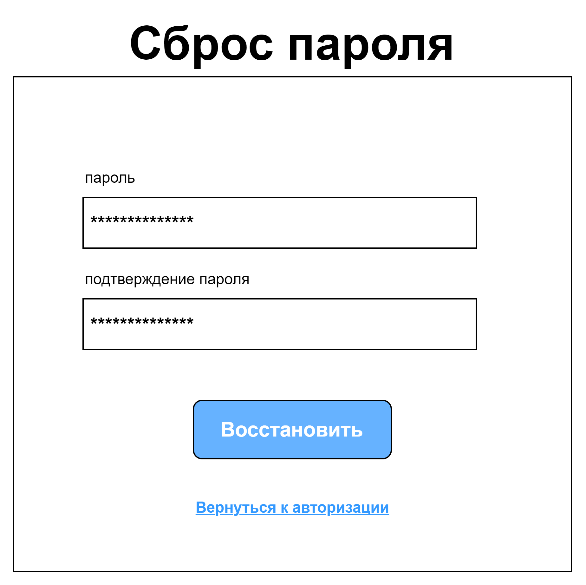 Сброс пароля
пароль
**************
подтверждение пароля
**************
Восстановить
Вернуться к авторизации